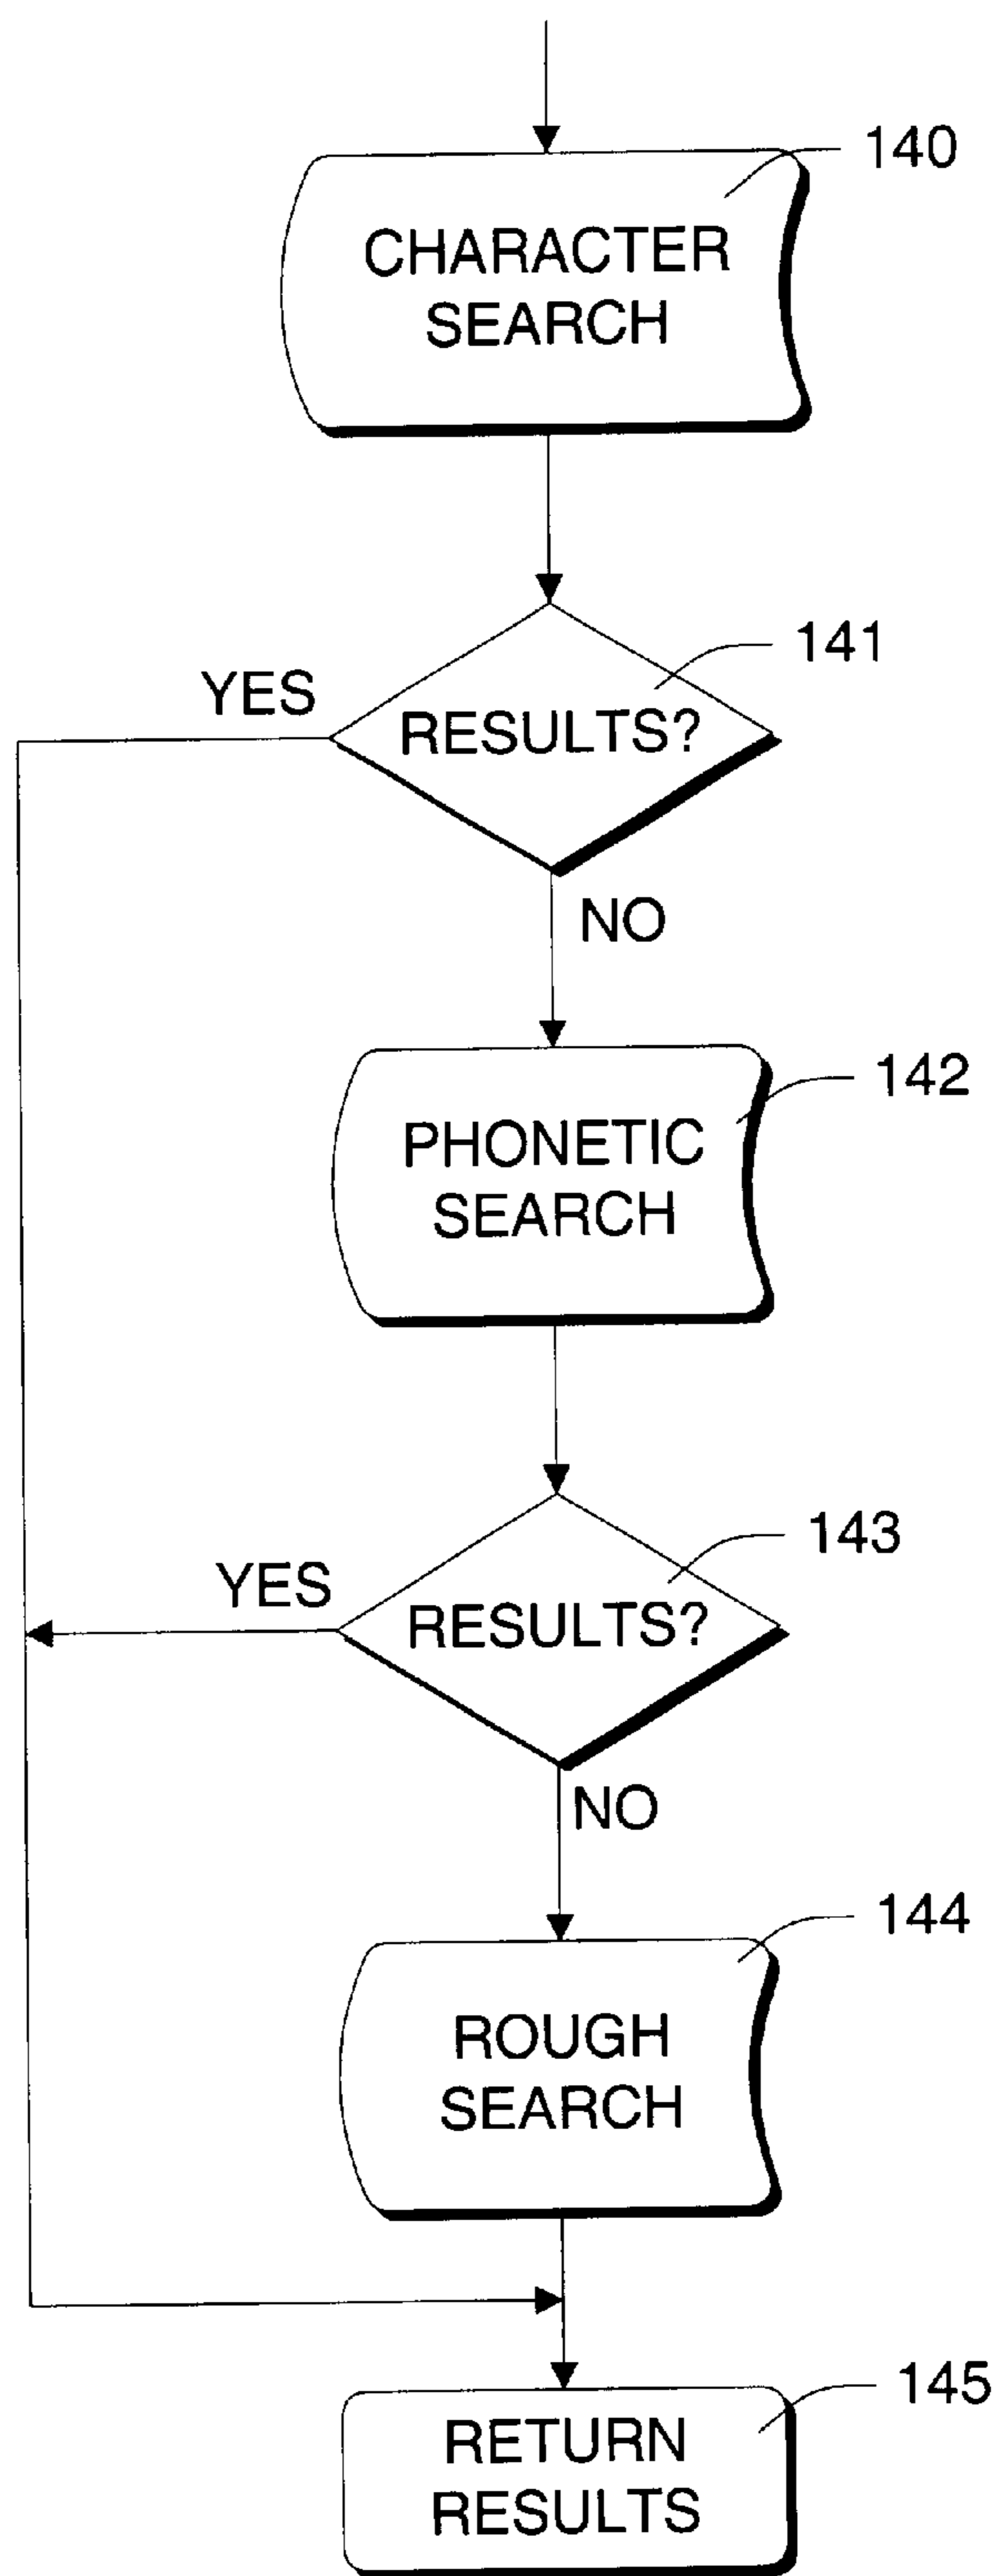 140
CHARACTER
SEARCH
141
YES
RESULTS?
NO
142
PHONETIC
SEARCH
143
YES
RESULTS?
NO
144
ROUGH
SEARCH
145
RETURN
RESULTS